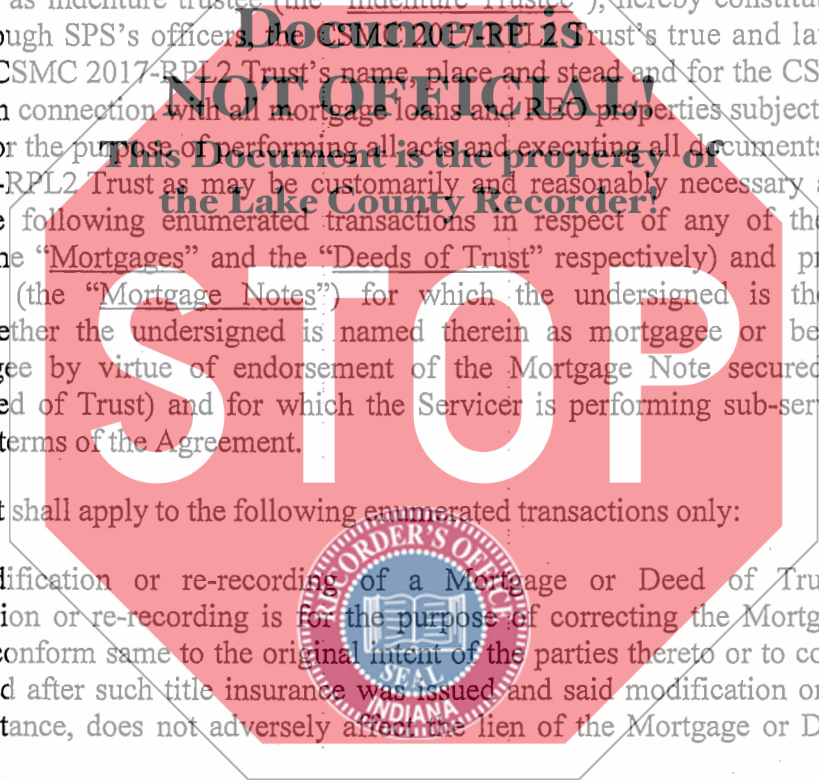 as indenture trustee (the "Indenture Trustee"), hereby constitut
Document is
ugh SPS's officers, the CSMC 2017-RPL2 Trust's true and la
CSMC 2017-RPL2 Trust's name, place and stead and for the CS
NOT OFFICIAL!
n connection with all mortgage loans and REO properties subject
This Document is the property of
or the purpose of performing all acts and executing all documents
-RPL2 Trust as may be customarily and reasonably necessary a
the Lake County Recorder!
e following enumerated transactions in respect of any of the
he "Mortgages" and the "Deeds of Trust" respectively) and pr
(the "Mortgage Notes") for which the undersigned is the
ether the undersigned is named therein as mortgagee or be
STOP
gee by virtue of endorsement of the Mortgage Note secured
ed of Trust) and for which the Servicer is performing sub-serv
terms of the Agreement.
t shall apply to the following enumerated transactions only:
RECORDER'S OFFICE
SEAL
INDIANA
dification or re-recording of a Mortgage or Deed of Tru
ion or re-recording is for the purpose of correcting the Mortg
conform same to the original intent of the parties thereto or to co
d after such title insurance was issued and said modification or
tance, does not adversely affect the lien of the Mortgage or D